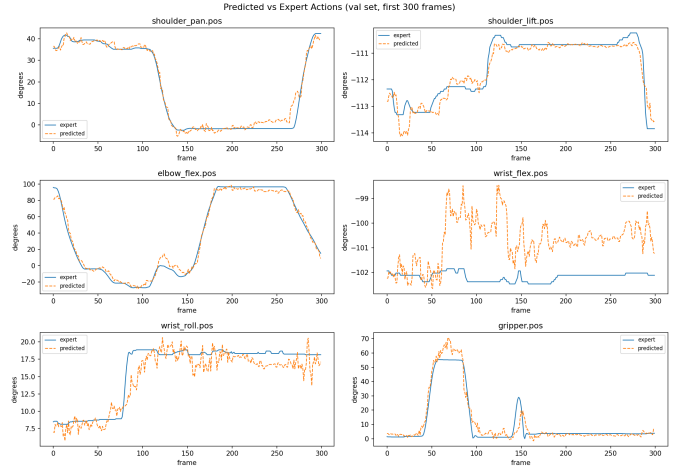 Predicted vs Expert Actions (val set, first 300 frames)
shoulder_pan.pos
degrees
40
30
20
10
0
expert
predicted
0 50 100 150 200 250 300
frame
shoulder_lift.pos
degrees
−111
−112
−113
−114
expert
predicted
0 50 100 150 200 250 300
frame
elbow_flex.pos
degrees
100
80
60
40
20
0
−20
expert
predicted
0 50 100 150 200 250 300
frame
wrist_flex.pos
degrees
−99
−100
−101
−102
expert
predicted
0 50 100 150 200 250 300
frame
wrist_roll.pos
degrees
20.0
17.5
15.0
12.5
10.0
7.5
expert
predicted
0 50 100 150 200 250 300
frame
gripper.pos
degrees
70
60
50
40
30
20
10
0
expert
predicted
0 50 100 150 200 250 300
frame